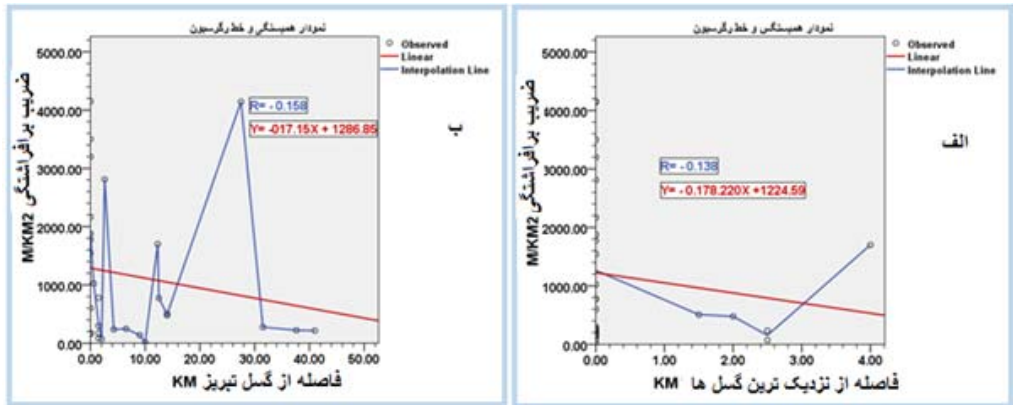 نمودار همبستگس و خط رگرسیون
Observed
Linear
Interpolation Line
الف
ضریب برافراشتگی M/KM2
5000.00
4000.00
3000.00
2000.00
1000.00
0.00
R= - 0.138
Y= - 0.178.220X +1224.59
0.00 1.00 2.00 3.00 4.00
فاصله از نزدیک ترین گسل ها KM
نمودار همبستگی و خط رگرسیون
Observed
Linear
Interpolation Line
ب
ضریب برافراشتگی M/KM2
5000.00
4000.00
3000.00
2000.00
1000.00
0.00
R= - 0.158
Y= -017.15X + 1286.85
0.00 10.00 20.00 30.00 40.00 50.00
فاصله از گسل تبریز KM